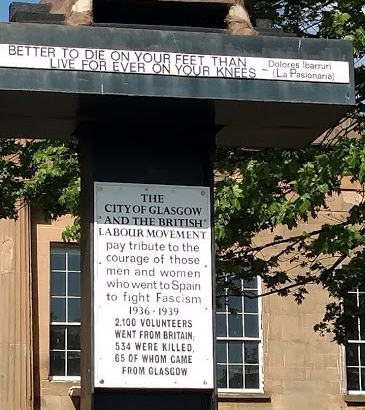 BETTER TO DIE ON YOUR FEET THAN
LIVE FOR EVER ON YOUR KNEES – Dolores Ibarruri
(La Pasionaria)
THE
CITY OF GLASGOW
AND THE BRITISH
LABOUR MOVEMENT
pay tribute to the
courage of those
men and women
who went to Spain
to fight Fascism
1936 - 1939
2,100 VOLUNTEERS
WENT FROM BRITAIN;
534 WERE KILLED,
65 OF WHOM CAME
FROM GLASGOW